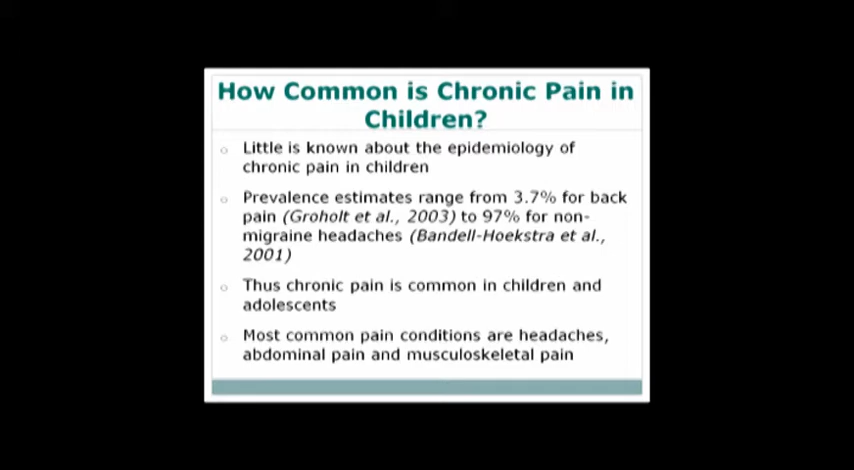 How Common is Chronic Pain in
Children?
Little is known about the epidemiology of
chronic pain in children
Prevalence estimates range from 3.7% for back
pain (Groholt et al., 2003) to 97% for non-
migraine headaches (Bandell-Hoekstra et al.,
2001)
Thus chronic pain is common in children and
adolescents
Most common pain conditions are headaches,
abdominal pain and musculoskeletal pain